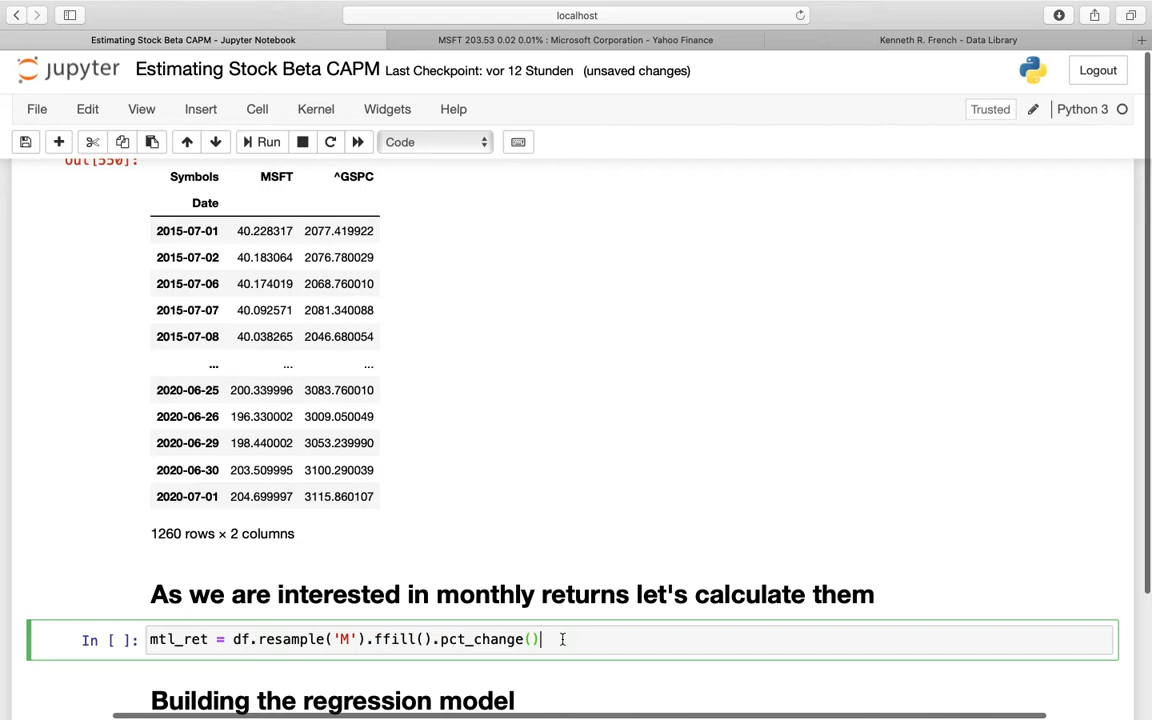 localhost
Estimating Stock Beta CAPM - Jupyter Notebook
MSFT 203.53 0.02 0.01% : Microsoft Corporation - Yahoo Finance
Kenneth R. French - Data Library
jupyter Estimating Stock Beta CAPM Last Checkpoint: vor 12 Stunden (unsaved changes)
Logout
File Edit View Insert Cell Kernel Widgets Help
Trusted
Python 3
Run
Code
Out[550]:
Symbols MSFT ^GSPC
Date
2015-07-01 40.228317 2077.419922
2015-07-02 40.183064 2076.780029
2015-07-06 40.174019 2068.760010
2015-07-07 40.092571 2081.340088
2015-07-08 40.038265 2046.680054
... ... ...
2020-06-25 200.339996 3083.760010
2020-06-26 196.330002 3009.050049
2020-06-29 198.440002 3053.239990
2020-06-30 203.509995 3100.290039
2020-07-01 204.699997 3115.860107
1260 rows × 2 columns
As we are interested in monthly returns let's calculate them
In [ ]: mtl_ret = df.resample('M').ffill().pct_change()
Building the regression model